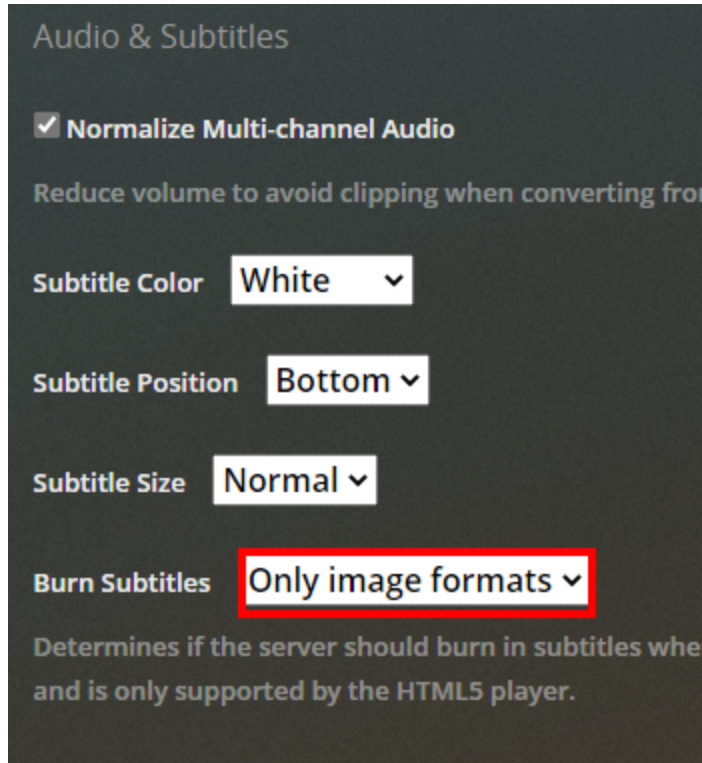 Audio & Subtitles
Normalize Multi-channel Audio
Reduce volume to avoid clipping when converting
Subtitle Color White
Subtitle Position Bottom
Subtitle Size Normal
Burn Subtitles Only image formats
Determines if the server should burn in subtitles
and is only supported by the HTML5 player.